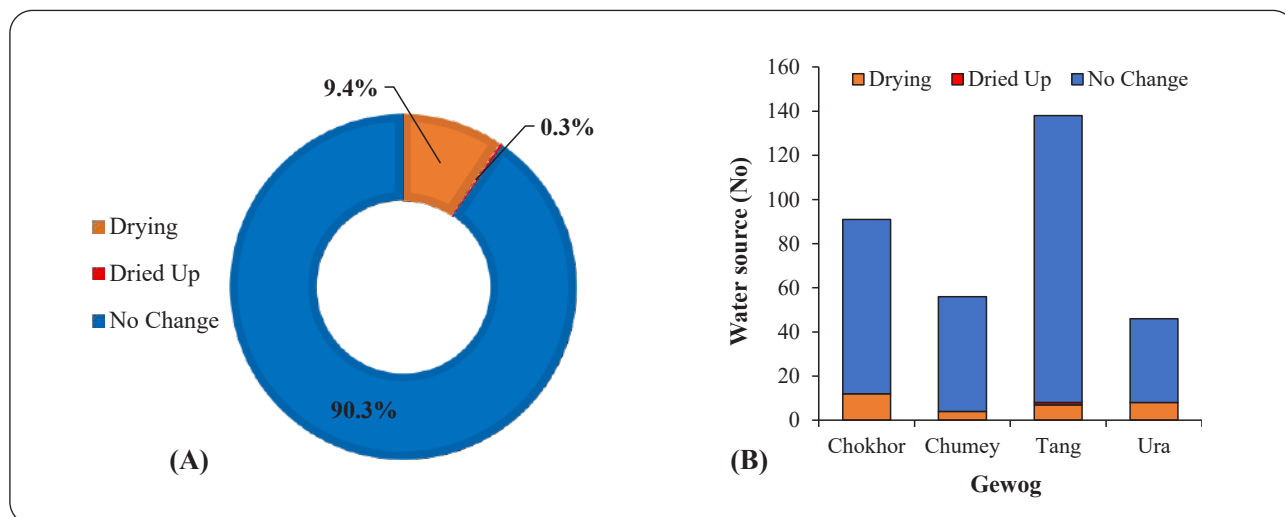 9.4%
0.3%
Drying
Dried Up
No Change
90.3%
(A)
160
140
120
100
80
60
40
20
0
Water source (No)
Drying Dried Up No Change
Chokhor Chumey Tang Ura
Gewog
(B)